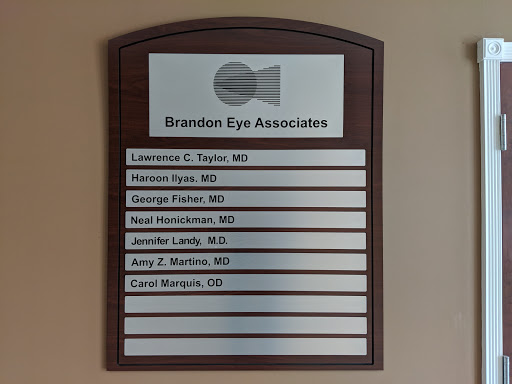 Brandon Eye Associates
Lawrence C. Taylor, MD
Haroon Ilyas. MD
George Fisher, MD
Neal Honickman, MD
Jennifer Landy, M.D.
Amy Z. Martino, MD
Carol Marquis, OD